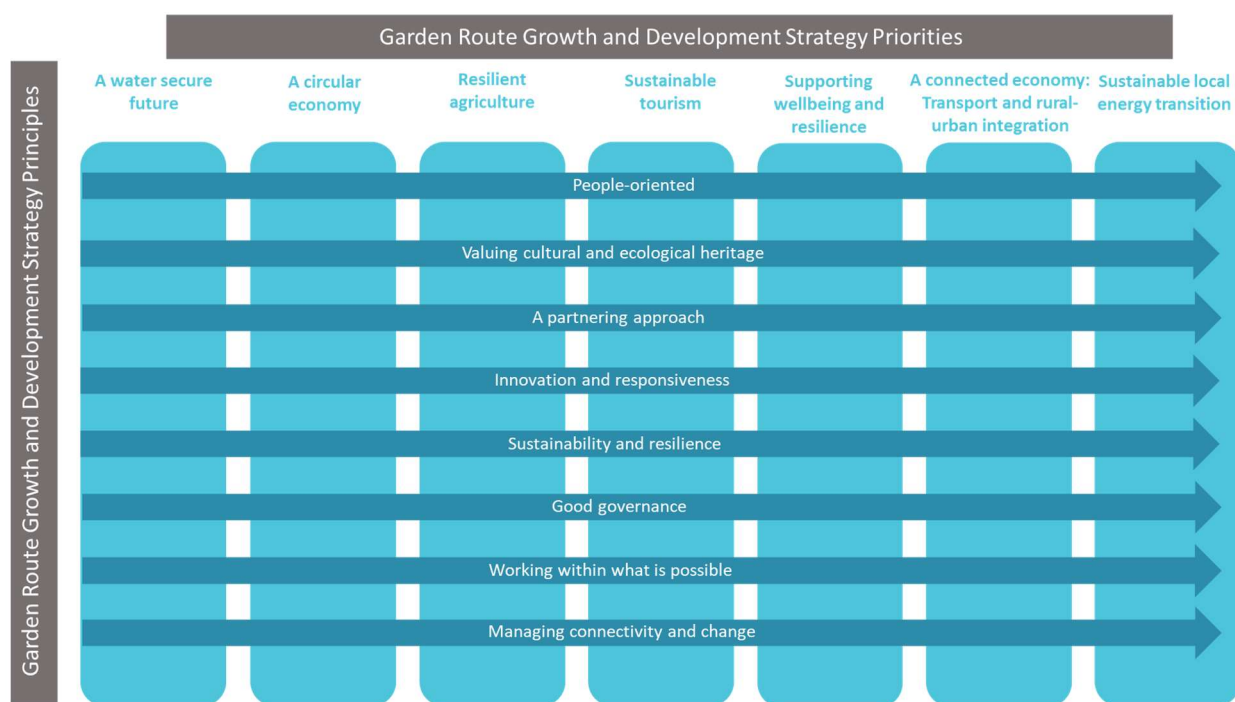 Garden Route Growth and Development Strategy Priorities
Garden Route Growth and Development Strategy Principles
A water secure
future
A circular
economy
Resilient
agriculture
Sustainable
tourism
Supporting
wellbeing and
resilience
A connected economy:
Transport and rural-
urban integration
Sustainable local
energy transition
People-oriented
Valuing cultural and ecological heritage
A partnering approach
Innovation and responsiveness
Sustainability and resilience
Good governance
Working within what is possible
Managing connectivity and change